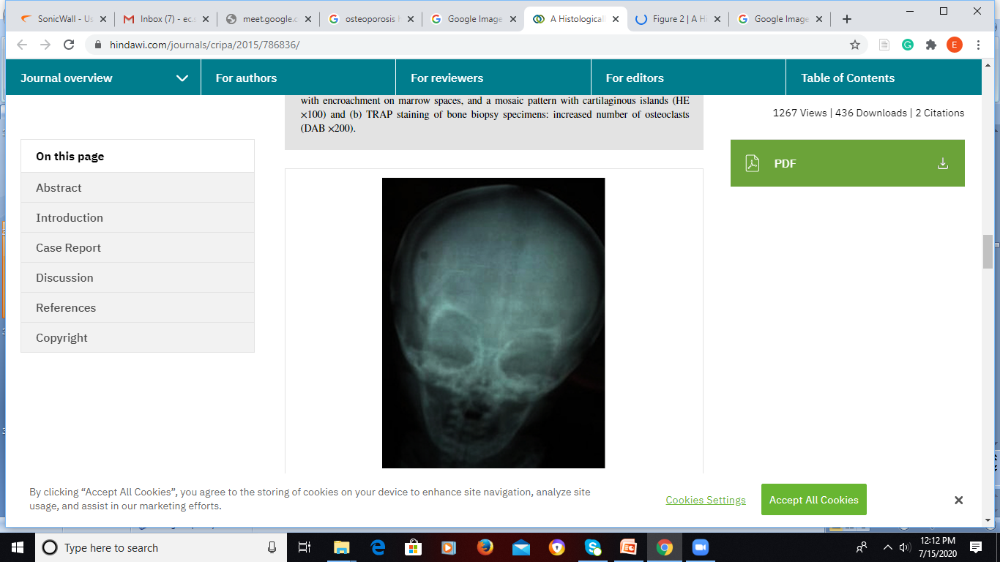 SonicWall - Us
Inbox (7) - ec.
meet.google.c
osteoporosis
Google Image
A Histological
Figure 2 | A Hi
Google Image
hindawi.com/journals/cripa/2015/786836/
E
Journal overview
For authors
For reviewers
For editors
Table of Contents
with encroachment on marrow spaces, and a mosaic pattern with cartilaginous islands (HE
×100) and (b) TRAP staining of bone biopsy specimens: increased number of osteoclasts
(DAB ×200).
1267 Views | 436 Downloads | 2 Citations
PDF
On this page
Abstract
Introduction
Case Report
Discussion
References
Copyright
By clicking “Accept All Cookies”, you agree to the storing of cookies on your device to enhance site navigation, analyze site
usage, and assist in our marketing efforts.
Cookies Settings
Accept All Cookies
Type here to search
12:12 PM
7/15/2020